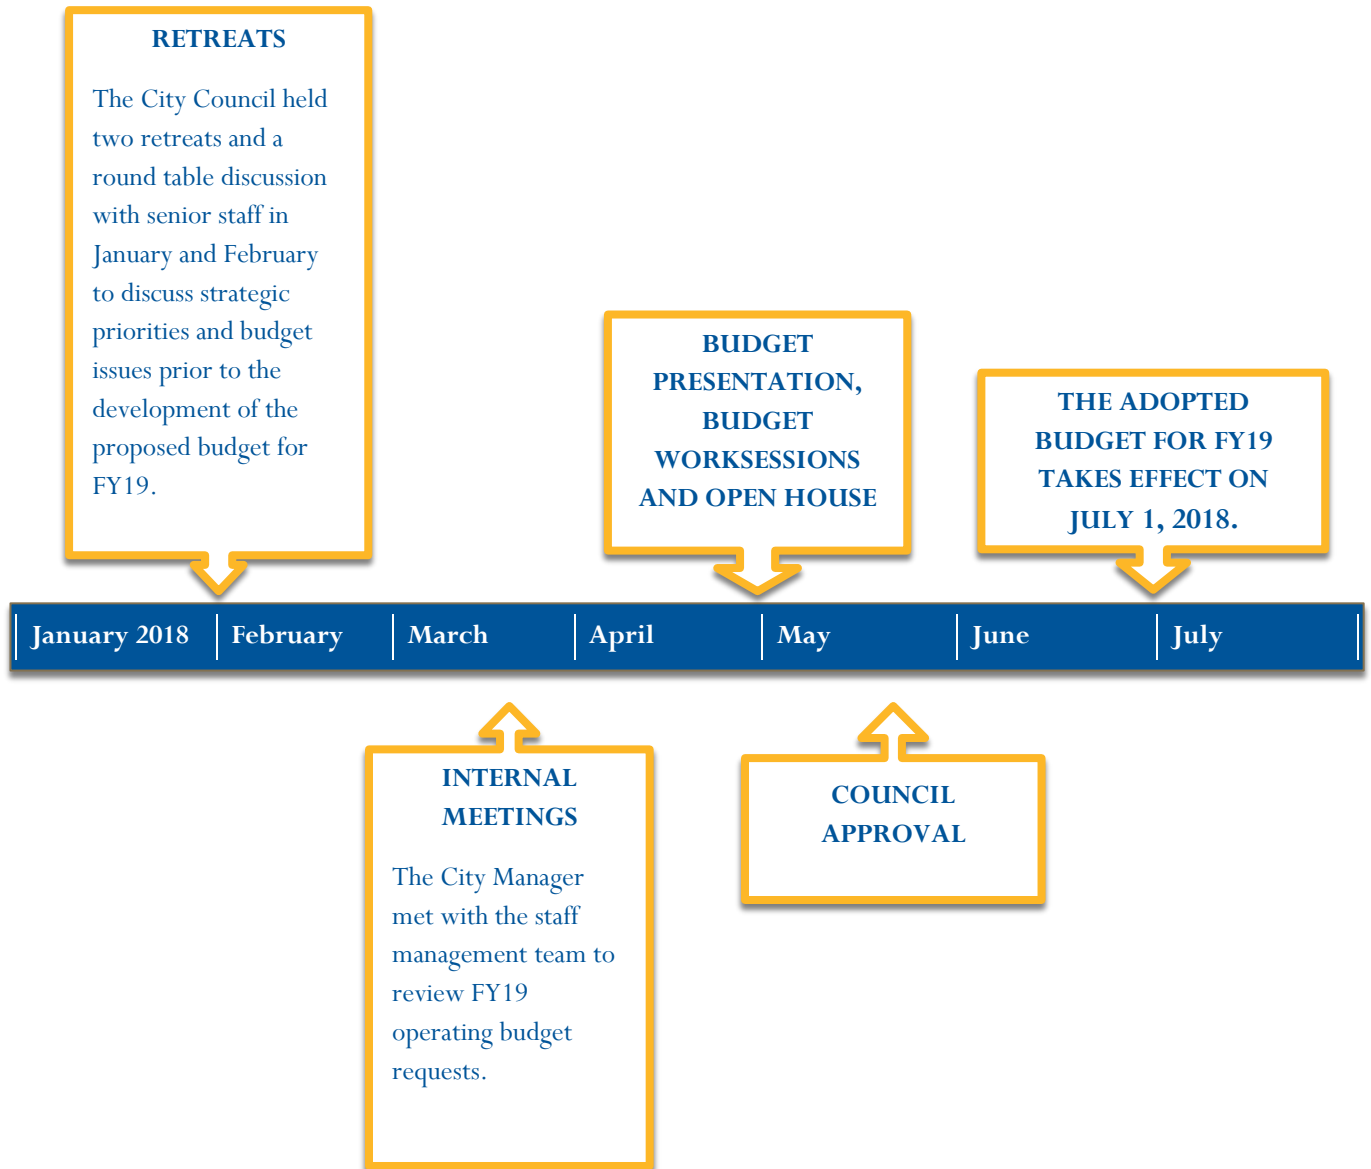 RETREATS
The City Council held
two retreats and a
round table discussion
with senior staff in
January and February
to discuss strategic
priorities and budget
issues prior to the
development of the
proposed budget for
FY19.
BUDGET
PRESENTATION,
BUDGET
WORKSESSIONS
AND OPEN HOUSE
THE ADOPTED
BUDGET FOR FY19
TAKES EFFECT ON
JULY 1, 2018.
January 2018 February March April May June July
INTERNAL
MEETINGS
The City Manager
met with the staff
management team to
review FY19
operating budget
requests.
COUNCIL
APPROVAL